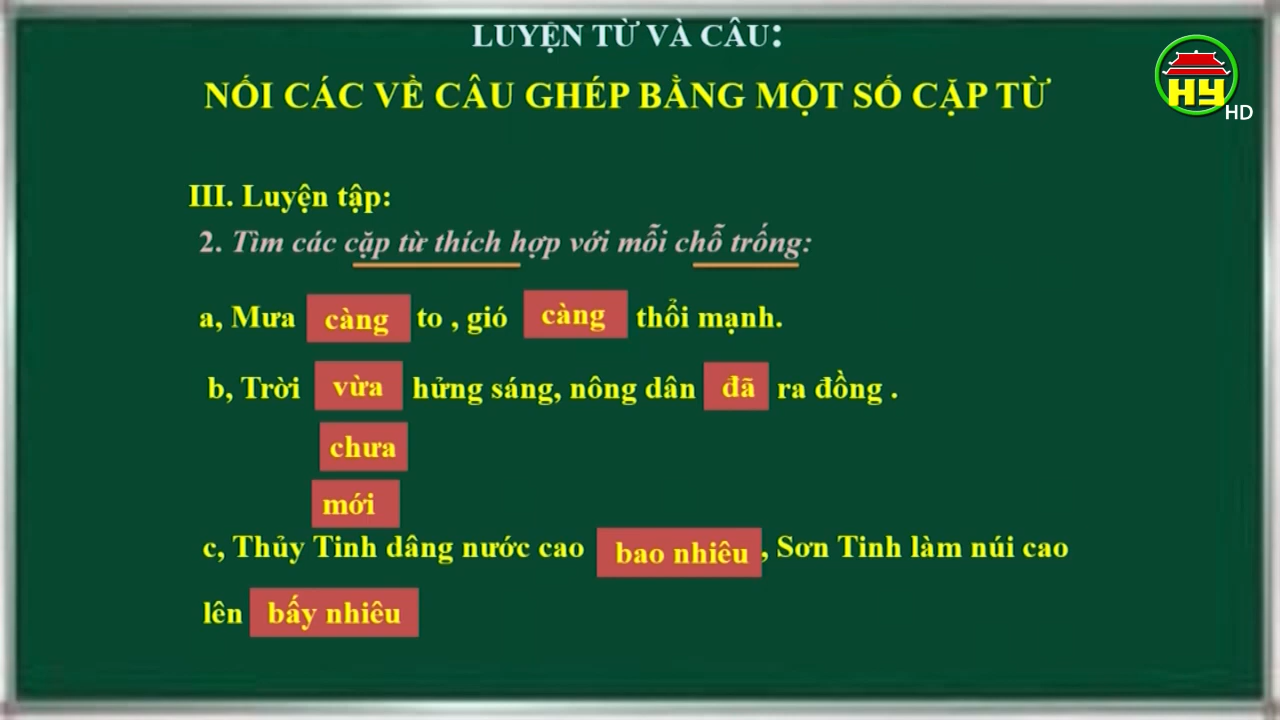 LUYỆN TỪ VÀ CÂU:
NỐI CÁC VỀ CÂU GHÉP BẰNG MỘT SỐ CẶP TỪ
HY HD
III. Luyện tập:
2. Tìm các cặp từ thích hợp với mỗi chỗ trống:
a, Mưa càng to , gió càng thổi mạnh.
b, Trời vừa hửng sáng, nông dân đã ra đồng .
chưa
mới
c, Thủy Tinh dâng nước cao bao nhiêu , Sơn Tinh làm núi cao
lên bấy nhiêu